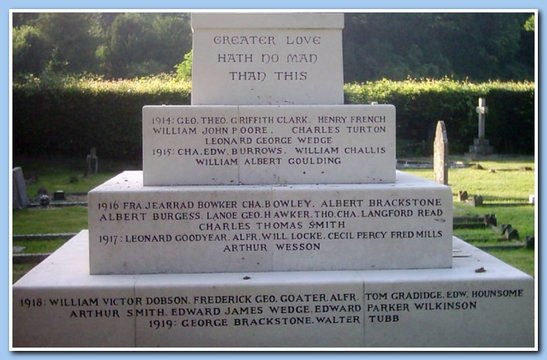 GREATER LOVE
HATH NO MAN
THAN THIS
1914: GEO. THEO. GRIFFITH CLARK. HENRY FRENCH
WILLIAM JOHN POORE. CHARLES TURTON
LEONARD GEORGE WEDGE
1915: CHA. EDW. BURROWS. WILLIAM CHALLIS
WILLIAM ALBERT GOULDING
1916: FRA. JEARRAD BOWKER CHA. BOWLEY. ALBERT BRACKSTONE
ALBERT BURGESS. LANOE GEO. HAWKER. THO. CHA. LANGFORD READ
CHARLES THOMAS SMITH
1917: LEONARD GOODYEAR. ALFR. WILL LOCKE. CECIL PERCY FRED MILLS
ARTHUR WESSON
1918: WILLIAM VICTOR DOBSON. FREDERICK GEO. GOATER. ALFR. TOM GRADIDGE. EDW. HOUNSOME
ARTHUR SMITH. EDWARD JAMES WEDGE. EDWARD PARKER WILKINSON
1919: GEORGE BRACKSTONE. WALTER TUBB